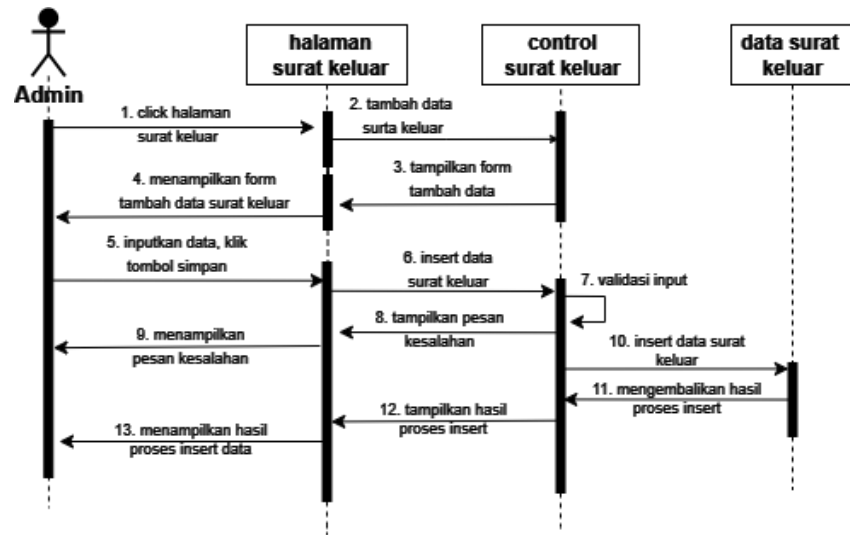 halaman
surat keluar
control
surat keluar
data surat
keluar
Admin
1. click halaman
surat keluar
2. tambah data
surta keluar
3. tampilkan form
tambah data
4. menampilkan form
tambah data surat keluar
5. inputkan data, klik
tombol simpan
6. insert data
surat keluar
7. validasi input
8. tampilkan pesan
kesalahan
9. menampilkan
pesan kesalahan
10. insert data surat
keluar
11. mengembalikan hasil
proses insert
12. tampilkan hasil
proses insert
13. menampilkan hasil
proses insert data